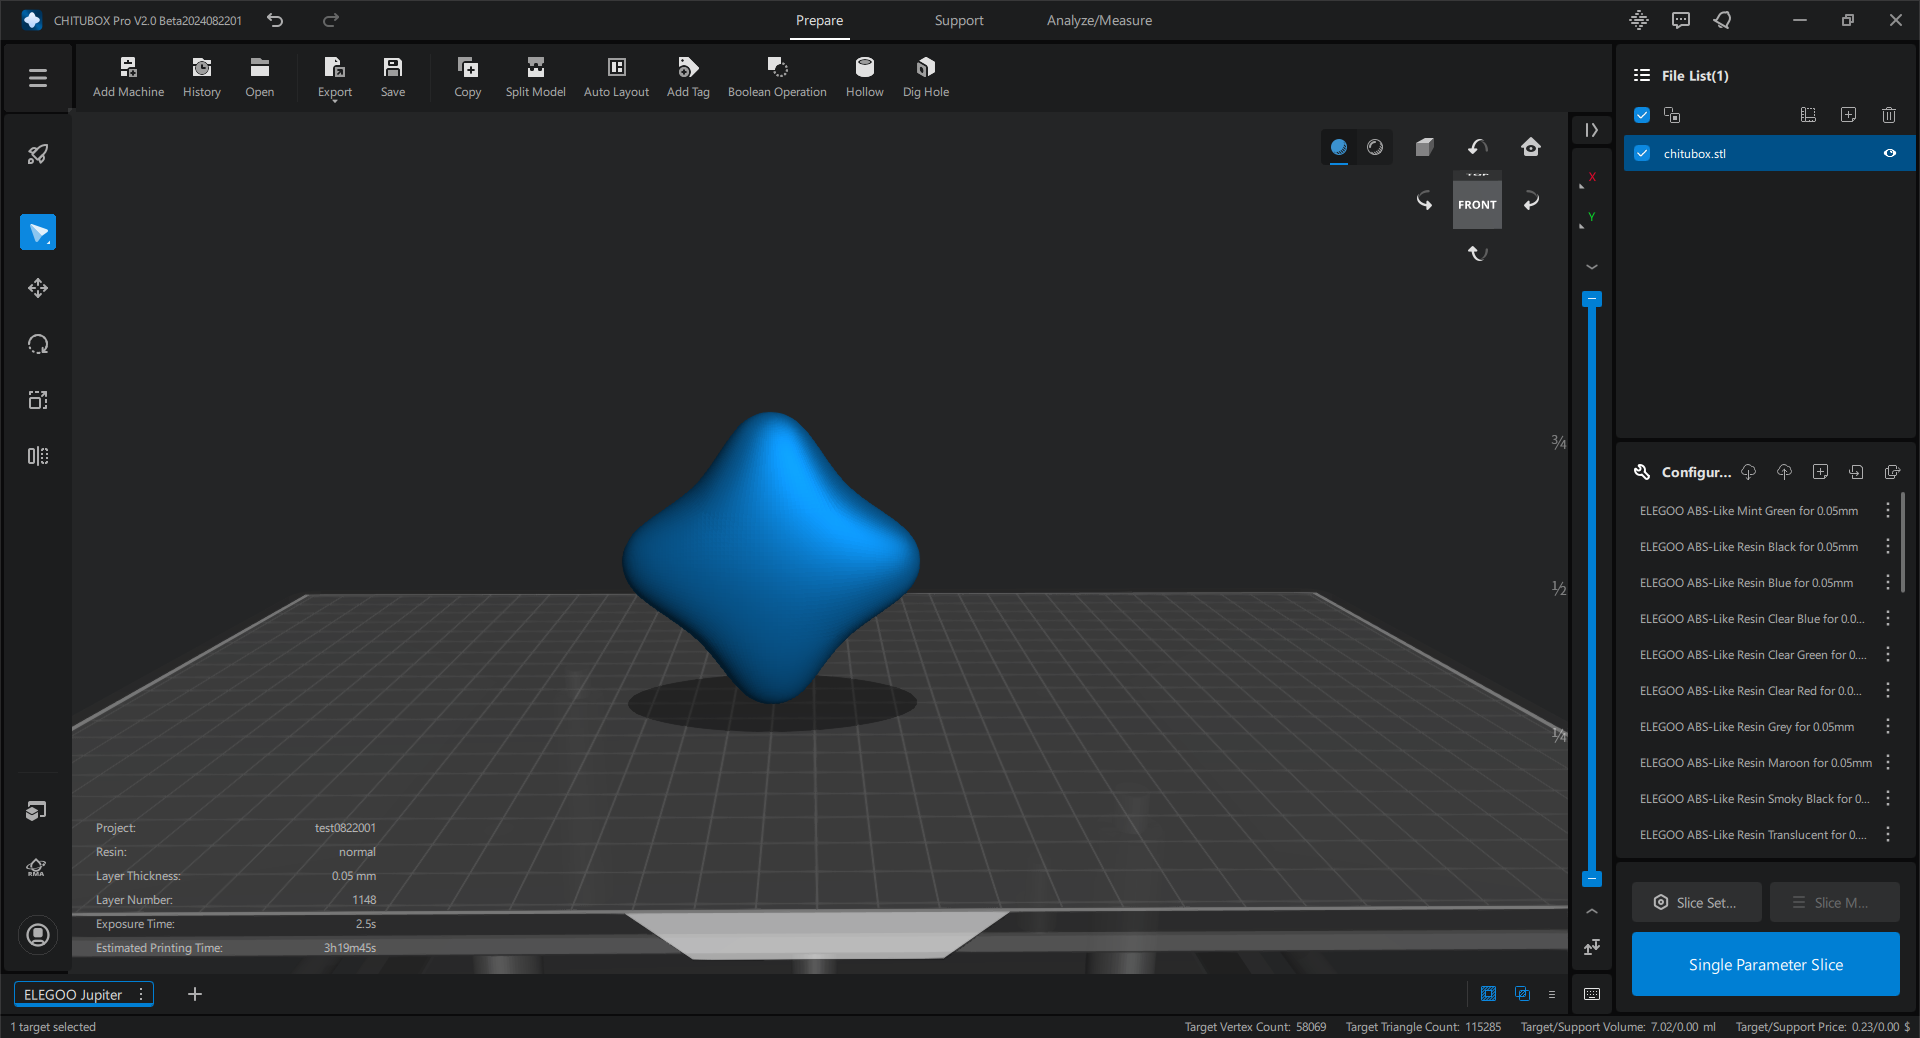 CHITUBOX Pro V2.0 Beta2024082201
Prepare
Support
Analyze/Measure
Add Machine
History
Open
Export
Save
Copy
Split Model
Auto Layout
Add Tag
Boolean Operation
Hollow
Dig Hole
File List(1)
chitubox.stl
FRONT
X
Y
3/4
1/2
1/4
Configur...
ELEGOO ABS-Like Mint Green for 0.05mm
ELEGOO ABS-Like Resin Black for 0.05mm
ELEGOO ABS-Like Resin Blue for 0.05mm
ELEGOO ABS-Like Resin Clear Blue for 0.0...
ELEGOO ABS-Like Resin Clear Green for 0....
ELEGOO ABS-Like Resin Clear Red for 0.0...
ELEGOO ABS-Like Resin Grey for 0.05mm
ELEGOO ABS-Like Resin Maroon for 0.05mm
ELEGOO ABS-Like Resin Smoky Black for 0...
ELEGOO ABS-Like Resin Translucent for 0....
Project: test0822001
Resin: normal
Layer Thickness: 0.05 mm
Layer Number: 1148
Exposure Time: 2.5s
Estimated Printing Time: 3h19m45s
RMA
Slice Set...
Slice M...
Single Parameter Slice
ELEGOO Jupiter
1 target selected
Target Vertex Count: 58069
Target Triangle Count: 115285
Target/Support Volume: 7.02/0.00 ml
Target/Support Price: 0.23/0.00 $